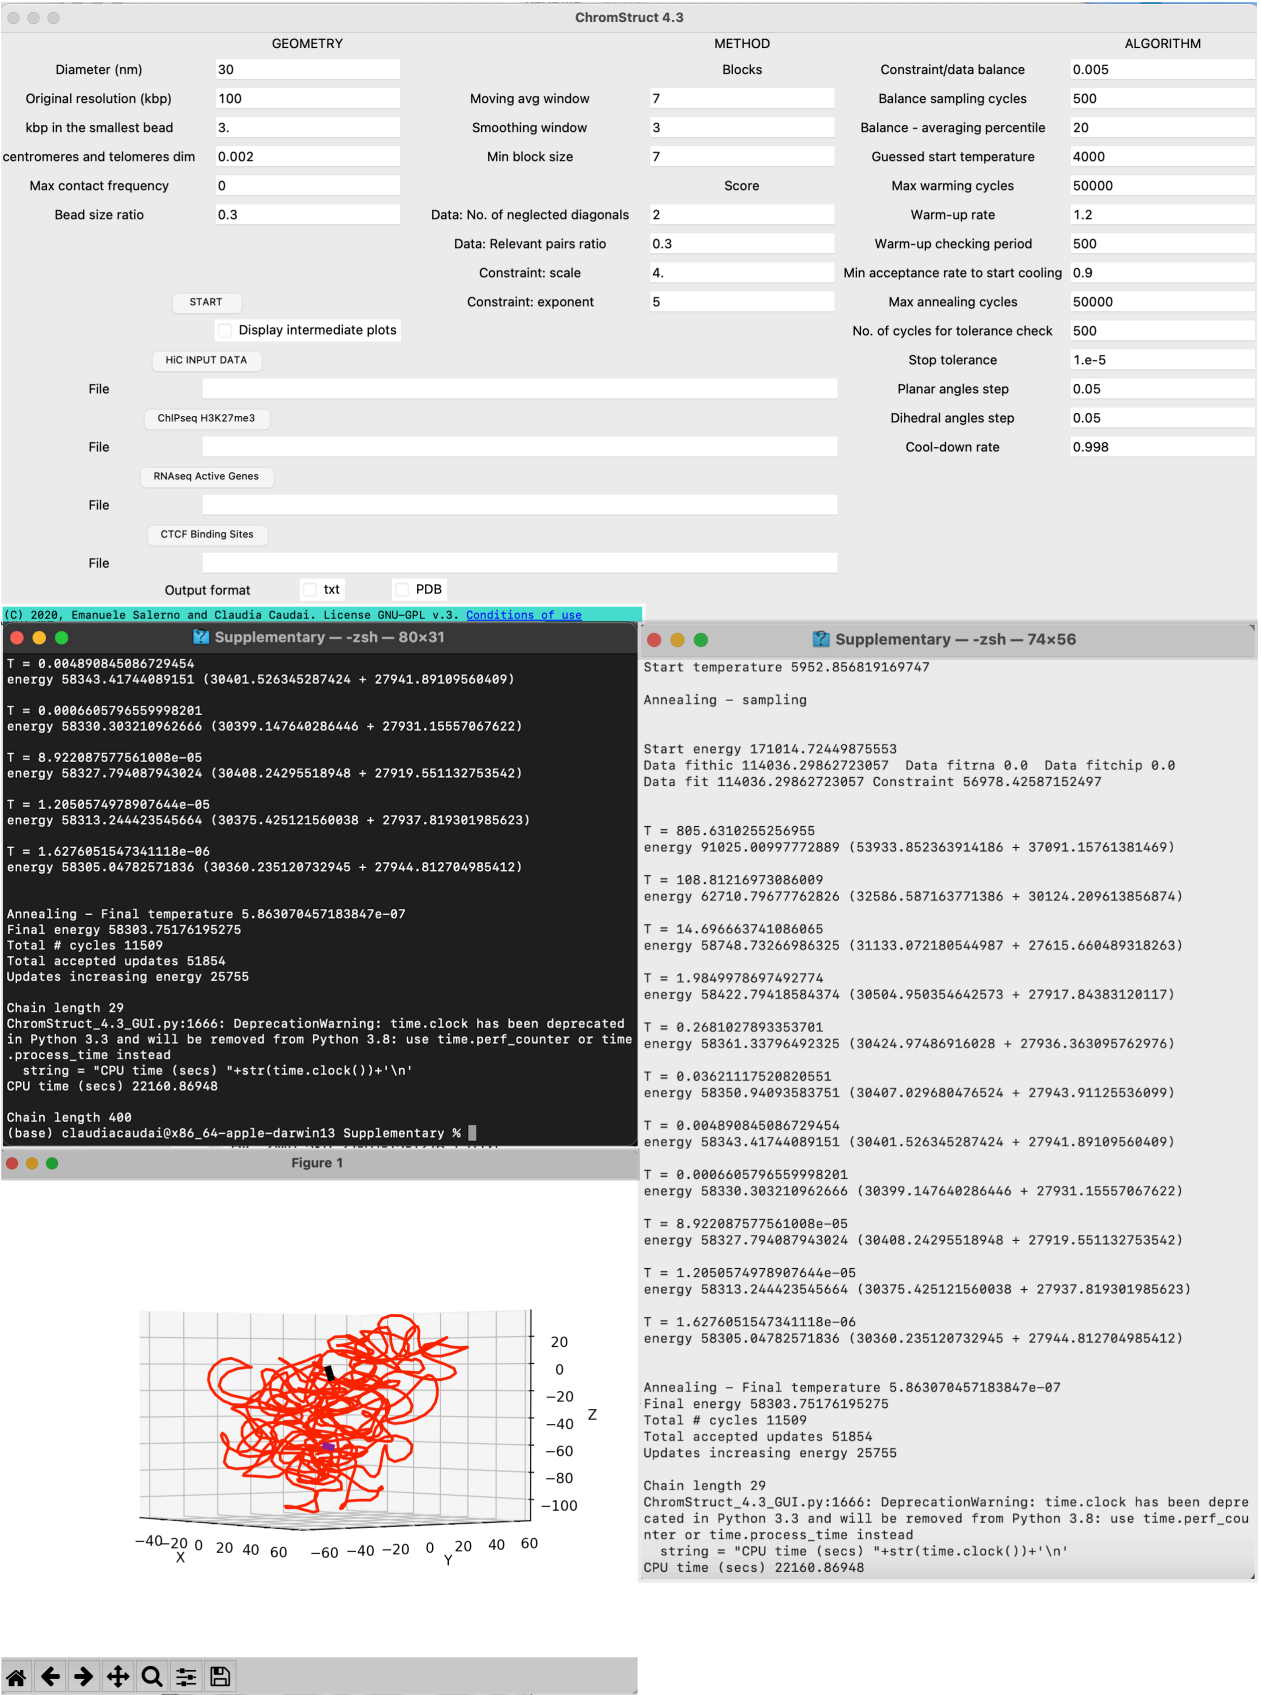 ChromStruct 4.3
GEOMETRY
METHOD
ALGORITHM
Diameter (nm) 30
Blocks
Constraint/data balance 0.005
Original resolution (kbp) 100
Moving avg window 7
Balance sampling cycles 500
kbp in the smallest bead 3.
Smoothing window 3
Balance - averaging percentile 20
centromeres and telomeres dim 0.002
Min block size 7
Guessed start temperature 4000
Max contact frequency 0
Score
Max warming cycles 50000
Bead size ratio 0.3
Data: No. of neglected diagonals 2
Warm-up rate 1.2
Data: Relevant pairs ratio 0.3
Warm-up checking period 500
Constraint: scale 4.
Min acceptance rate to start cooling 0.9
START
Constraint: exponent 5
Max annealing cycles 50000
Display intermediate plots
No. of cycles for tolerance check 500
HiC INPUT DATA
Stop tolerance 1.e-5
File
Planar angles step 0.05
ChIPseq H3K27me3
Dihedral angles step 0.05
File
Cool-down rate 0.998
RNAseq Active Genes
File
CTCF Binding Sites
File
Output format txt PDB
(C) 2020, Emanuele Salerno and Claudia Caudai. License GNU-GPL v.3. Conditions of use
Supplementary — -zsh — 80×31
T = 0.004890845086729454
energy 58343.41744089151 (30401.526345287424 + 27941.89109560409)
T = 0.0006605796559998201
energy 58330.303210962666 (30399.147640286446 + 27931.15557067622)
T = 8.922087577561008e-05
energy 58327.794087943024 (30408.24295518948 + 27919.551132753542)
T = 1.2050574978907644e-05
energy 58313.244423545664 (30375.425121560038 + 27937.819301985623)
T = 1.6276051547341118e-06
energy 58305.04782571836 (30360.235120732945 + 27944.812704985412)
Annealing - Final temperature 5.863070457183847e-07
Final energy 58303.75176195275
Total # cycles 11509
Total accepted updates 51854
Updates increasing energy 25755
Chain length 29
ChromStruct_4.3_GUI.py:1666: DeprecationWarning: time.clock has been deprecated
in Python 3.3 and will be removed from Python 3.8: use time.perf_counter or time
.process_time instead
string = "CPU time (secs) "+str(time.clock())+'\n'
CPU time (secs) 22160.86948
Chain length 400
(base) claudiacaudai@x86_64-apple-darwin13 Supplementary %
Supplementary — -zsh — 74×56
Start temperature 5952.856819169747
Annealing - sampling
Start energy 171014.72449875553
Data fithic 114036.29862723057 Data fitrna 0.0 Data fitchip 0.0
Data fit 114036.29862723057 Constraint 56978.42587152497
T = 805.6310255256955
energy 91025.00997772889 (53933.852363914186 + 37091.15761381469)
T = 108.81216973086009
energy 62710.79677762826 (32586.587163771386 + 30124.209613856874)
T = 14.696663741086065
energy 58748.73266986325 (31133.072180544987 + 27615.660489318263)
T = 1.9849978697492774
energy 58422.79418584374 (30504.950354642573 + 27917.84383120117)
T = 0.2681027893353701
energy 58361.33796492325 (30424.97486916028 + 27936.363095762976)
T = 0.03621117520820551
energy 58350.94093583751 (30407.029680476524 + 27943.91125536099)
T = 0.004890845086729454
energy 58343.41744089151 (30401.526345287424 + 27941.89109560409)
T = 0.0006605796559998201
energy 58330.303210962666 (30399.147640286446 + 27931.15557067622)
T = 8.922087577561008e-05
energy 58327.794087943024 (30408.24295518948 + 27919.551132753542)
T = 1.2050574978907644e-05
energy 58313.244423545664 (30375.425121560038 + 27937.819301985623)
T = 1.6276051547341118e-06
energy 58305.04782571836 (30360.235120732945 + 27944.812704985412)
Annealing - Final temperature 5.863070457183847e-07
Final energy 58303.75176195275
Total # cycles 11509
Total accepted updates 51854
Updates increasing energy 25755
Chain length 29
ChromStruct_4.3_GUI.py:1666: DeprecationWarning: time.clock has been depre
cated in Python 3.3 and will be removed from Python 3.8: use time.perf_cou
nter or time.process_time instead
string = "CPU time (secs) "+str(time.clock())+'\n'
CPU time (secs) 22160.86948
Figure 1
20
0
−20
−40 Z
−60
−80
−100
−40 −20 0 20 40 60
X
−60 −40 −20 0 20 40 60
Y